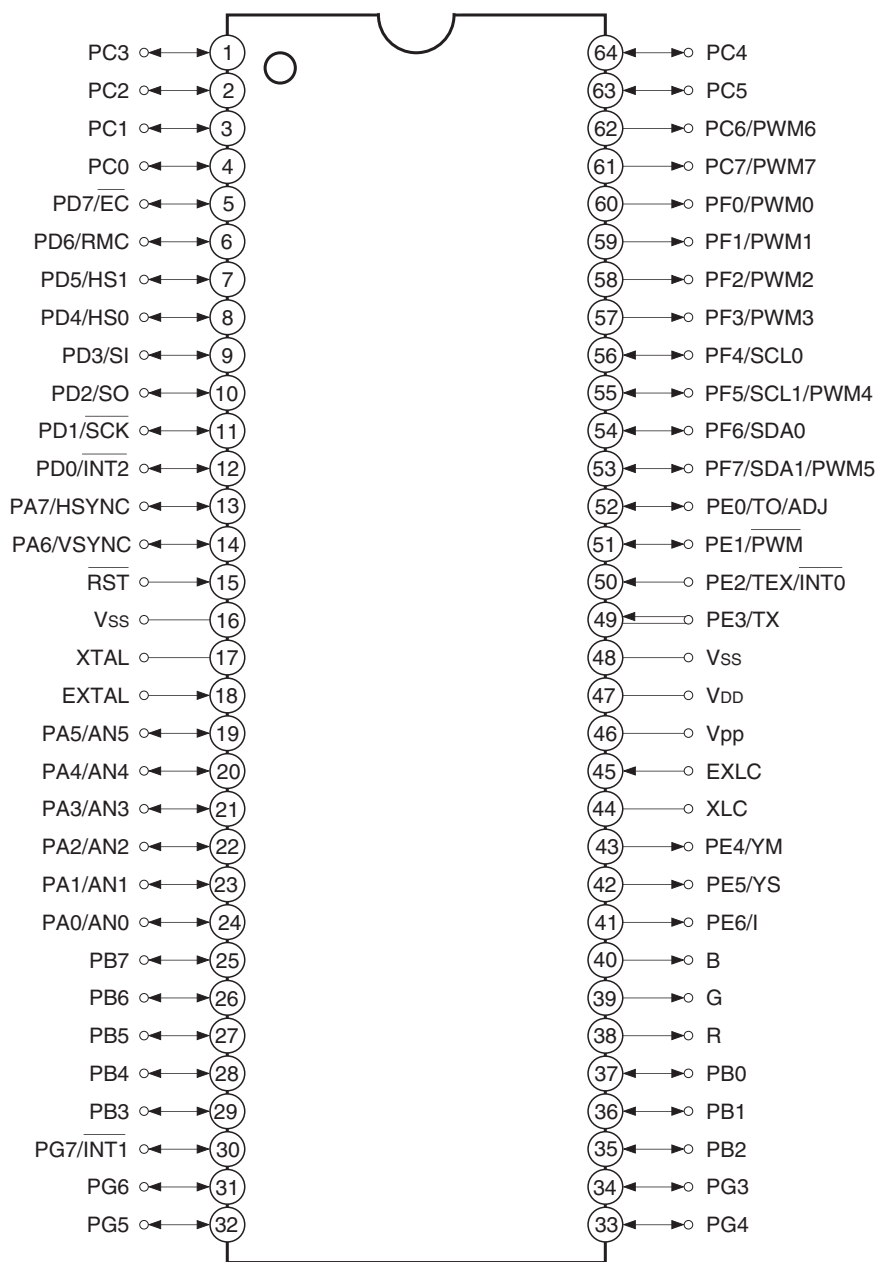 PC3 1 64 PC4
PC2 2 63 PC5
PC1 3 62 PC6/PWM6
PC0 4 61 PC7/PWM7
PD7/E̅C̅ 5 60 PF0/PWM0
PD6/RMC 6 59 PF1/PWM1
PD5/HS1 7 58 PF2/PWM2
PD4/HS0 8 57 PF3/PWM3
PD3/SI 9 56 PF4/SCL0
PD2/SO 10 55 PF5/SCL1/PWM4
PD1/S̅C̅K̅ 11 54 PF6/SDA0
PD0/I̅N̅T̅2̅ 12 53 PF7/SDA1/PWM5
PA7/HSYNC 13 52 PE0/TO/ADJ
PA6/VSYNC 14 51 PE1/P̅W̅M̅
R̅S̅T̅ 15 50 PE2/TEX/I̅N̅T̅0̅
Vss 16 49 PE3/TX
XTAL 17 48 Vss
EXTAL 18 47 VDD
PA5/AN5 19 46 Vpp
PA4/AN4 20 45 EXLC
PA3/AN3 21 44 XLC
PA2/AN2 22 43 PE4/YM
PA1/AN1 23 42 PE5/YS
PA0/AN0 24 41 PE6/I
PB7 25 40 B
PB6 26 39 G
PB5 27 38 R
PB4 28 37 PB0
PB3 29 36 PB1
PG7/I̅N̅T̅1̅ 30 35 PB2
PG6 31 34 PG3
PG5 32 33 PG4